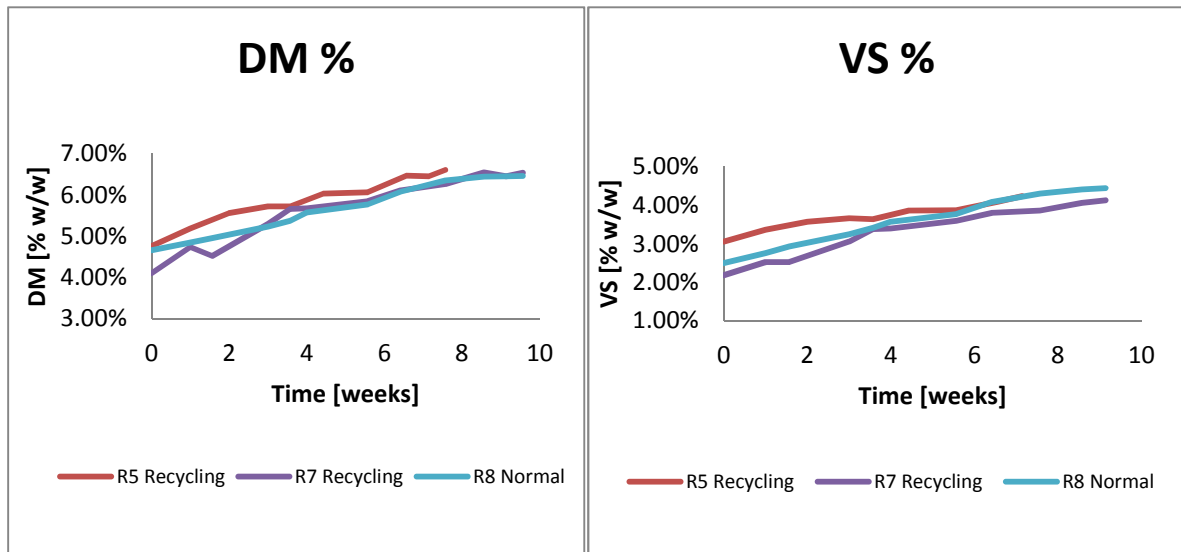 DM %
DM [% w/w]
7.00%
6.00%
5.00%
4.00%
3.00%
0 2 4 6 8 10
Time [weeks]
R5 Recycling R7 Recycling R8 Normal
VS %
VS [% w/w]
5.00%
4.00%
3.00%
2.00%
1.00%
0 2 4 6 8 10
Time [weeks]
R5 Recycling R7 Recycling R8 Normal